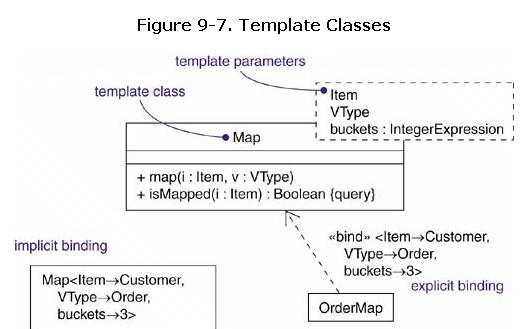 Figure 9-7. Template Classes
template parameters
template class
Item
VType
buckets : IntegerExpression
Map
+ map(i : Item, v : VType)
+ isMapped(i : Item) : Boolean {query}
«bind» <Item→Customer,
VType→Order,
buckets→3>
implicit binding
explicit binding
Map<Item→Customer,
VType→Order,
buckets→3>
OrderMap